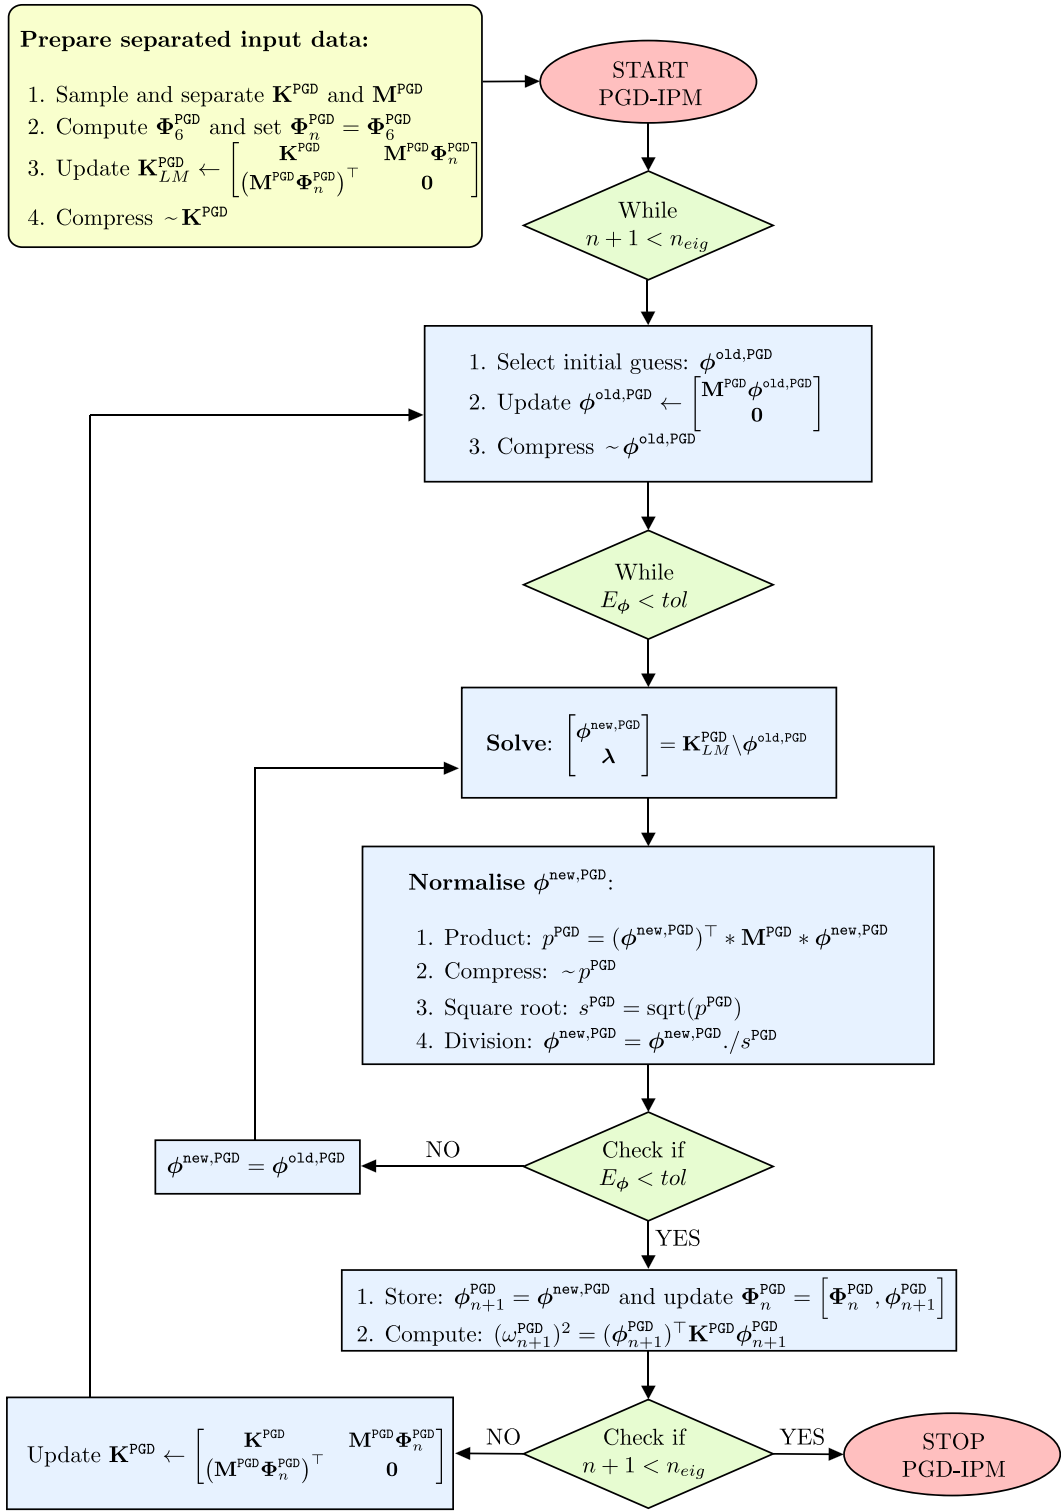 Prepare separated input data:
1. Sample and separate K^PGD and M^PGD
2. Compute Φ_6^PGD and set Φ_n^PGD = Φ_6^PGD
3. Update K_LM^PGD ← [ K^PGD M^PGD Φ_n^PGD
(M^PGD Φ_n^PGD)^⊤ 0 ]
4. Compress ~K^PGD
START
PGD-IPM
While
n + 1 < n_eig
1. Select initial guess: ϕ^old,PGD
2. Update ϕ^old,PGD ← [ M^PGD ϕ^old,PGD
0 ]
3. Compress ~ϕ^old,PGD
While
E_ϕ < tol
Solve: [ ϕ^new,PGD
λ ] = K_LM^PGD \ ϕ^old,PGD
Normalise ϕ^new,PGD:
1. Product: p^PGD = (ϕ^new,PGD)^⊤ * M^PGD * ϕ^new,PGD
2. Compress: ~p^PGD
3. Square root: s^PGD = sqrt(p^PGD)
4. Division: ϕ^new,PGD = ϕ^new,PGD ./s^PGD
Check if
E_ϕ < tol
NO
ϕ^new,PGD = ϕ^old,PGD
YES
1. Store: ϕ_n+1^PGD = ϕ^new,PGD and update Φ_n^PGD = [Φ_n^PGD, ϕ_n+1^PGD]
2. Compute: (ω_n+1^PGD)^2 = (ϕ_n+1^PGD)^⊤ K^PGD ϕ_n+1^PGD
Check if
n + 1 < n_eig
NO
Update K^PGD ← [ K^PGD M^PGD Φ_n^PGD
(M^PGD Φ_n^PGD)^⊤ 0 ]
YES
STOP
PGD-IPM